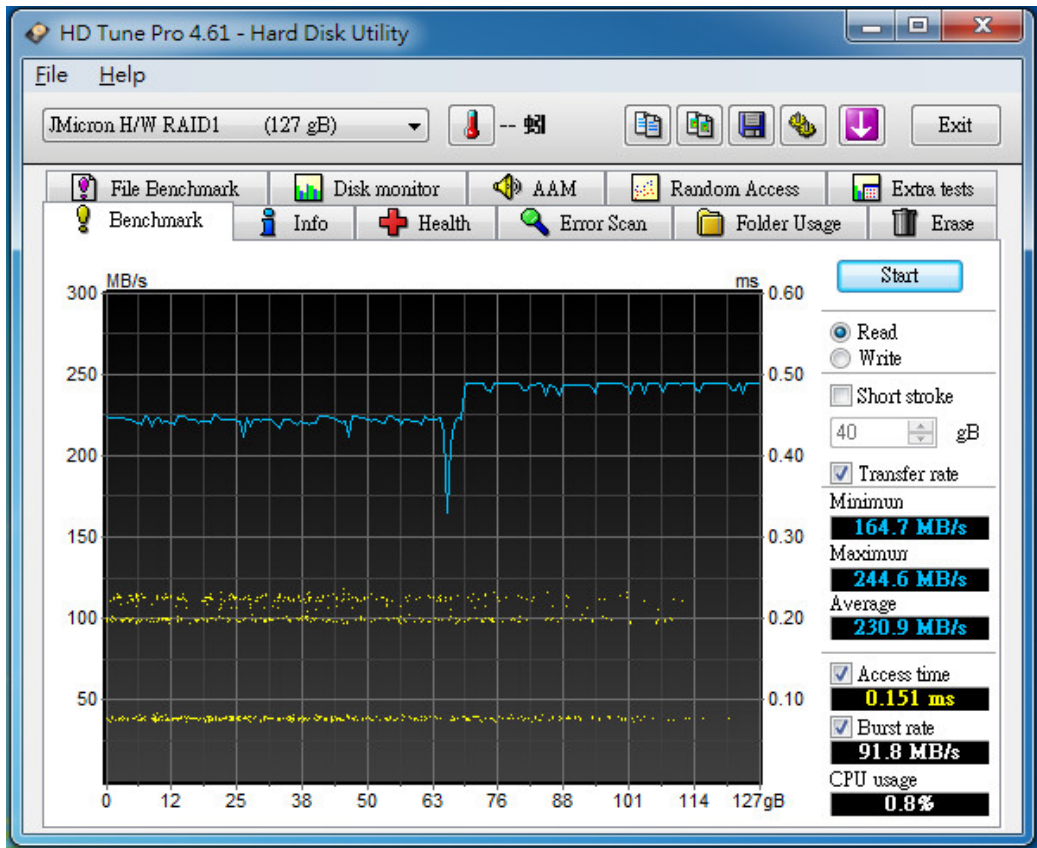 HD Tune Pro 4.61 - Hard Disk Utility
File Help
JMicron H/W RAID1 (127 gB) -- 蚓 Exit
File Benchmark Disk monitor AAM Random Access Extra tests
Benchmark Info Health Error Scan Folder Usage Erase
MB/s ms
300 0.60
250 0.50
200 0.40
150 0.30
100 0.20
50 0.10
0 12 25 38 50 63 76 88 101 114 127gB
Start
Read
Write
Short stroke
40 gB
Transfer rate
Minimun
164.7 MB/s
Maximum
244.6 MB/s
Average
230.9 MB/s
Access time
0.151 ms
Burst rate
91.8 MB/s
CPU usage
0.8%